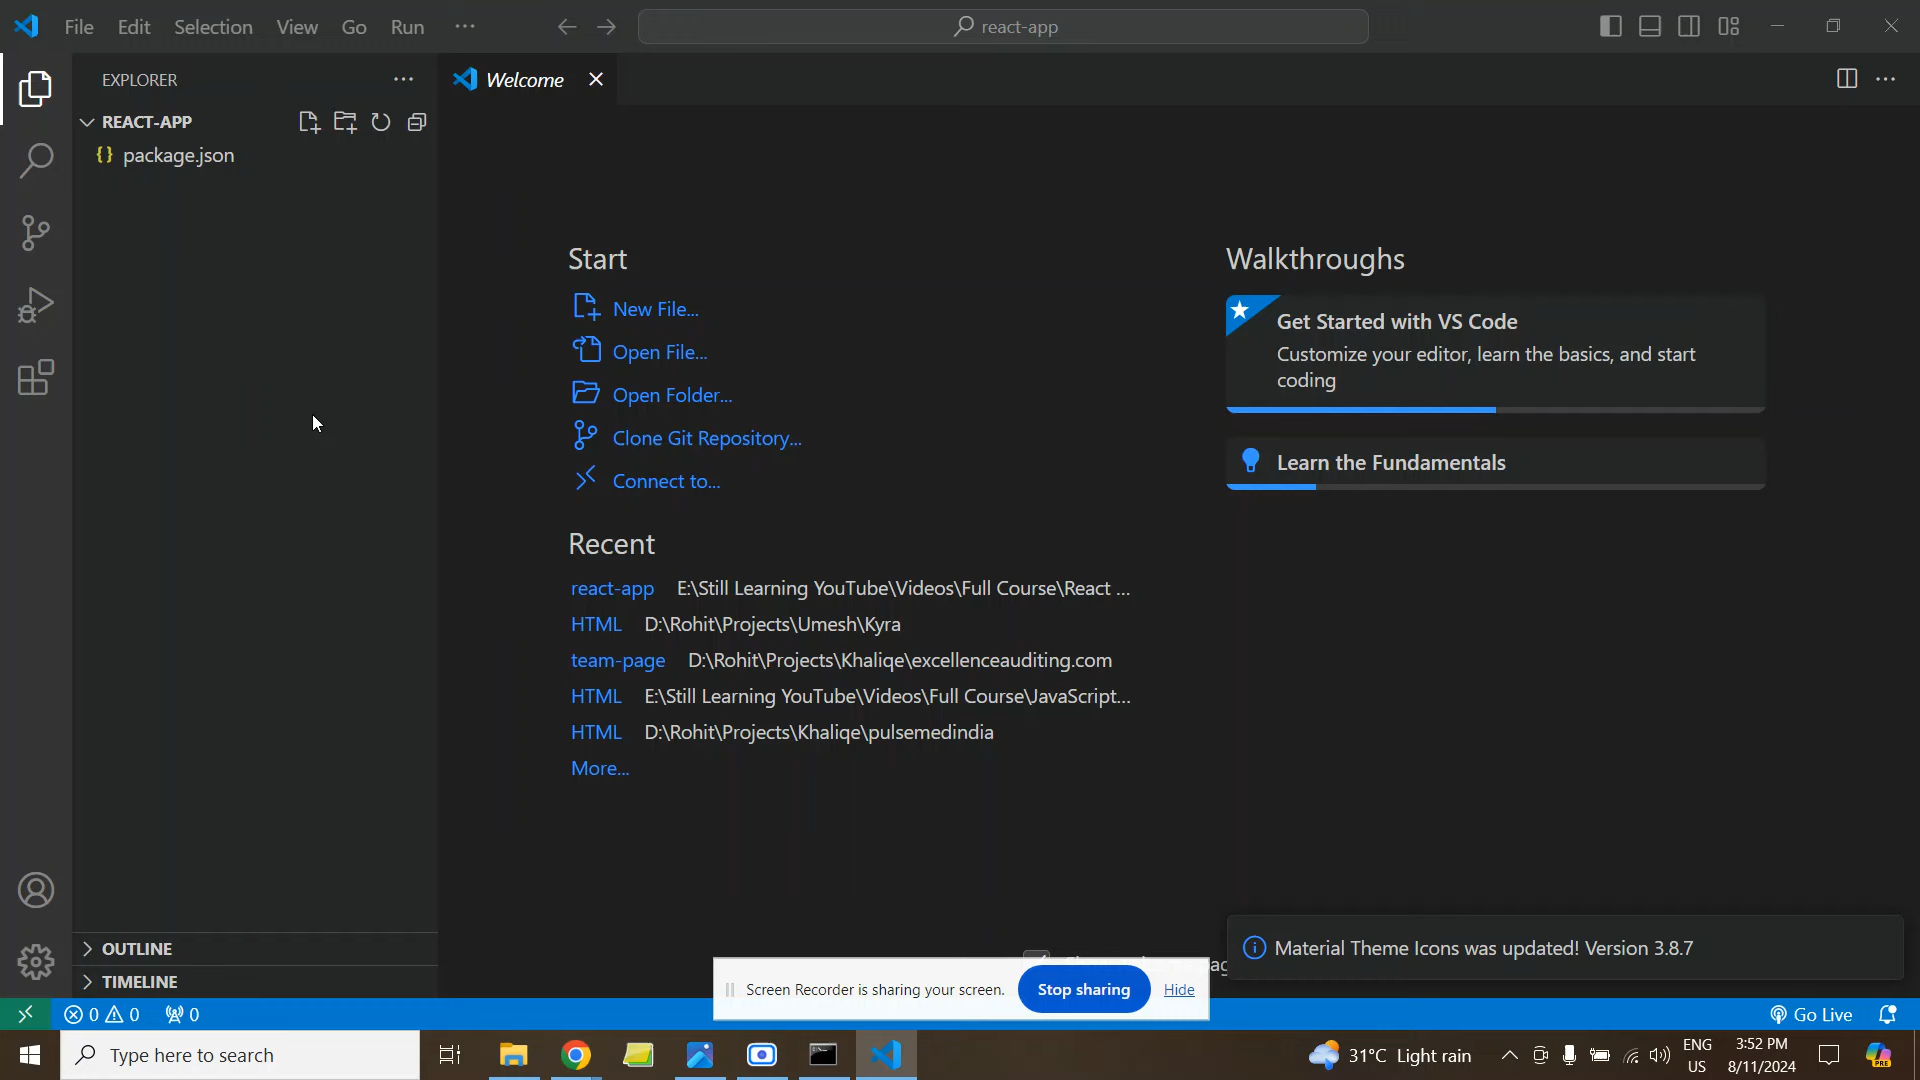 File Edit Selection View Go Run
react-app
EXPLORER
Welcome
REACT-APP
{} package.json
Start
New File...
Open File...
Open Folder...
Clone Git Repository...
Connect to...
Walkthroughs
Get Started with VS Code
Customize your editor, learn the basics, and start
coding
Learn the Fundamentals
Recent
react-app E:\Still Learning YouTube\Videos\Full Course\React ...
HTML D:\Rohit\Projects\Umesh\Kyra
team-page D:\Rohit\Projects\Khaliqe\excellenceauditing.com
HTML E:\Still Learning YouTube\Videos\Full Course\JavaScript...
HTML D:\Rohit\Projects\Khaliqe\pulsemedindia
More...
OUTLINE
TIMELINE
Material Theme Icons was updated! Version 3.8.7
Screen Recorder is sharing your screen. Stop sharing Hide
0 0 0
Go Live
Type here to search
31°C Light rain
ENG
US
3:52 PM
8/11/2024
PRE